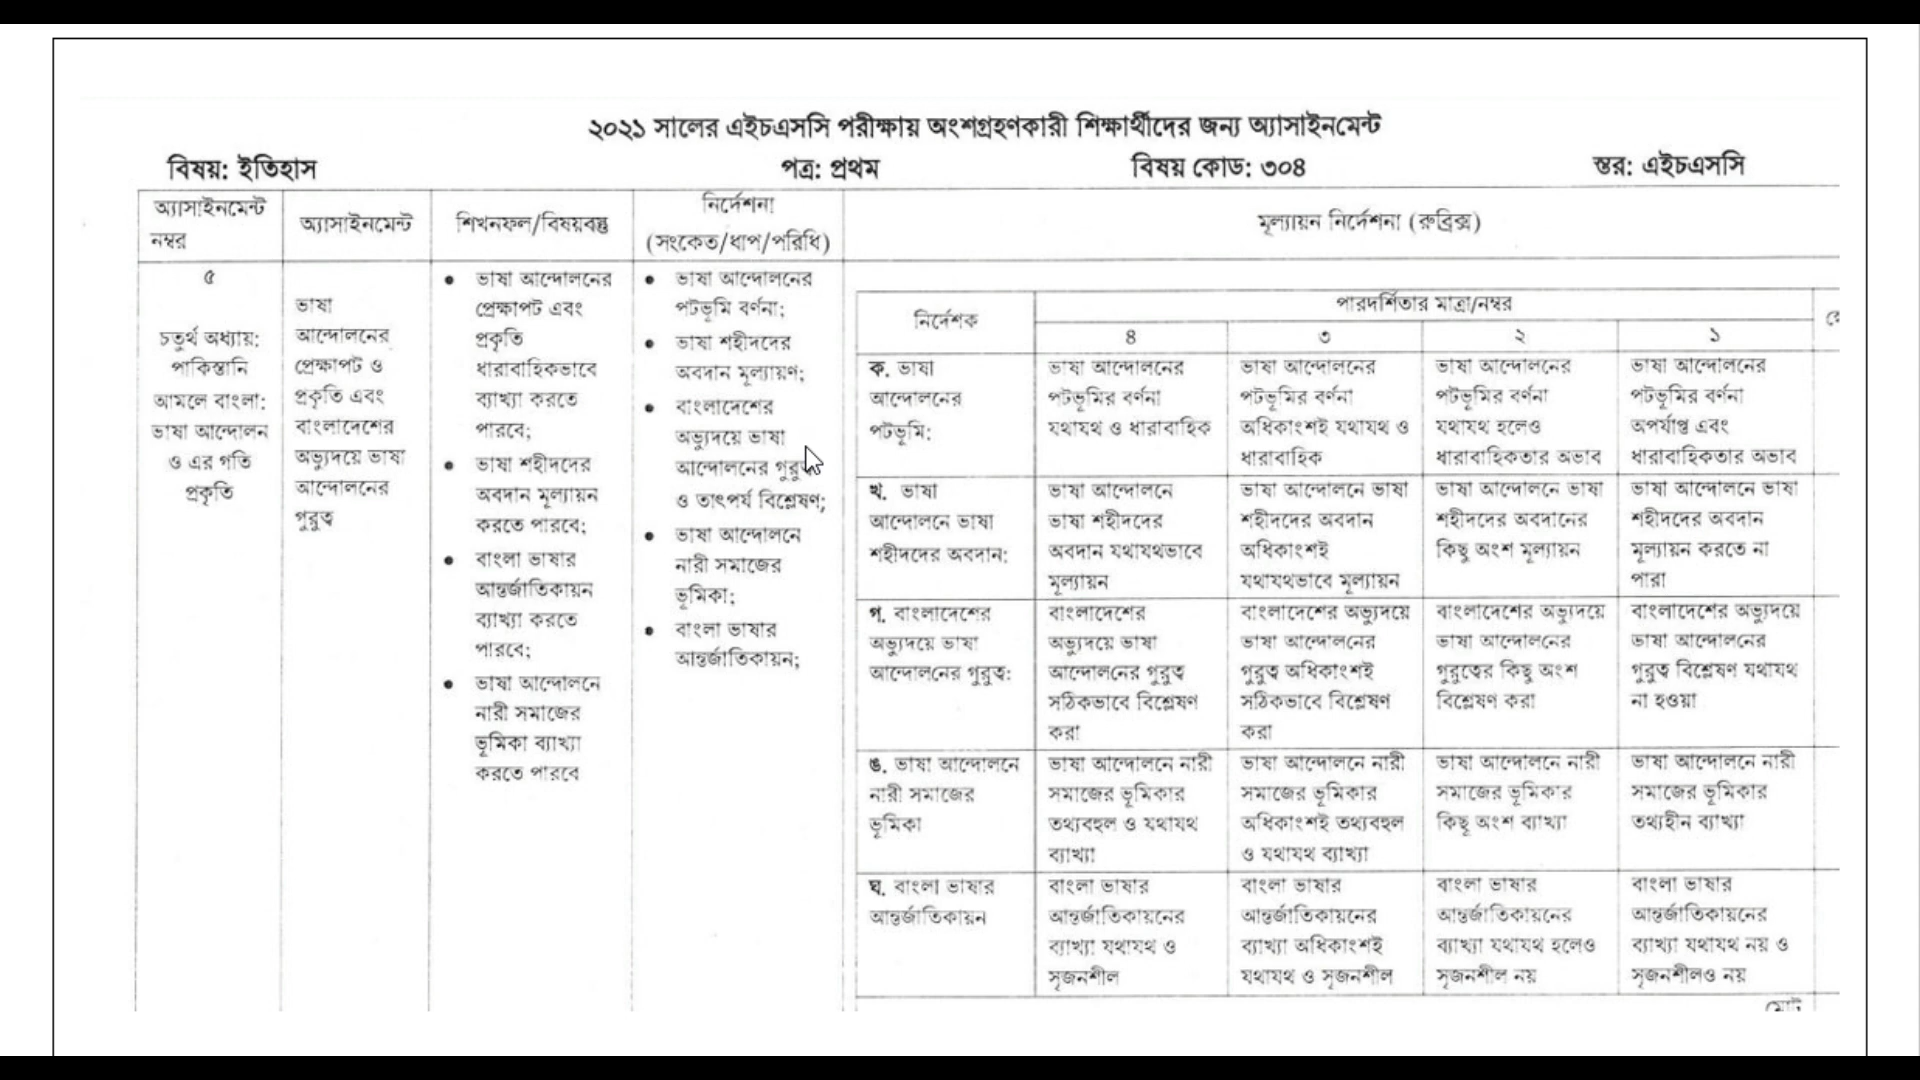 ২০২১ সালের এইচএসসি পরীক্ষায় অংশগ্রহণকারী শিক্ষার্থীদের জন্য অ্যাসাইনমেন্ট
বিষয়: ইতিহাস পত্র: প্রথম বিষয় কোড: ৩০৪ স্তর: এইচএসসি
অ্যাসাইনমেন্ট
নম্বর
অ্যাসাইনমেন্ট
শিখনফল/বিষয়বস্তু
নির্দেশনা
(সংকেত/ধাপ/পরিধি)
মূল্যায়ন নির্দেশনা (রুব্রিক্স)
৫
চতুর্থ অধ্যায়:
পাকিস্তানি
আমলে বাংলা:
ভাষা আন্দোলন
ও এর গতি
প্রকৃতি
ভাষা
আন্দোলনের
প্রেক্ষাপট ও
প্রকৃতি এবং
বাংলাদেশের
অভ্যুদয়ে ভাষা
আন্দোলনের
গুরুত্ব
• ভাষা আন্দোলনের
প্রেক্ষাপট এবং
প্রকৃতি
ধারাবাহিকভাবে
ব্যাখ্যা করতে
পারবে;
• ভাষা শহীদদের
অবদান মূল্যায়ন
করতে পারবে;
• বাংলা ভাষার
আন্তর্জাতিকায়ন
ব্যাখ্যা করতে
পারবে;
• ভাষা আন্দোলনে
নারী সমাজের
ভূমিকা ব্যাখ্যা
করতে পারবে
• ভাষা আন্দোলনের
পটভূমি বর্ণনা;
• ভাষা শহীদদের
অবদান মূল্যায়ণ;
• বাংলাদেশের
অভ্যুদয়ে ভাষা
আন্দোলনের গুরুত্ব
ও তাৎপর্য বিশ্লেষণ;
• ভাষা আন্দোলনে
নারী সমাজের
ভূমিকা;
• বাংলা ভাষার
আন্তর্জাতিকায়ন;
নির্দেশক
পারদর্শিতার মাত্রা/নম্বর
৪ ৩ ২ ১
ক. ভাষা
আন্দোলনের
পটভূমি:
ভাষা আন্দোলনের
পটভূমির বর্ণনা
যথাযথ ও ধারাবাহিক
ভাষা আন্দোলনের
পটভূমির বর্ণনা
অধিকাংশই যথাযথ ও
ধারাবাহিক
ভাষা আন্দোলনের
পটভূমির বর্ণনা
যথাযথ হলেও
ধারাবাহিকতার অভাব
ভাষা আন্দোলনের
পটভূমির বর্ণনা
অপর্যাপ্ত এবং
ধারাবাহিকতার অভাব
খ. ভাষা
আন্দোলনে ভাষা
শহীদদের অবদান:
ভাষা আন্দোলনে
ভাষা শহীদদের
অবদান যথাযথভাবে
মূল্যায়ন
ভাষা আন্দোলনে ভাষা
শহীদদের অবদান
অধিকাংশই
যথাযথভাবে মূল্যায়ন
ভাষা আন্দোলনে ভাষা
শহীদদের অবদানের
কিছু অংশ মূল্যায়ন
ভাষা আন্দোলনে ভাষা
শহীদদের অবদান
মূল্যায়ন করতে না
পারা
গ. বাংলাদেশের
অভ্যুদয়ে ভাষা
আন্দোলনের গুরুত্ব:
বাংলাদেশের
অভ্যুদয়ে ভাষা
আন্দোলনের গুরুত্ব
সঠিকভাবে বিশ্লেষণ
করা
বাংলাদেশের অভ্যুদয়ে
ভাষা আন্দোলনের
গুরুত্ব অধিকাংশই
সঠিকভাবে বিশ্লেষণ
করা
বাংলাদেশের অভ্যুদয়ে
ভাষা আন্দোলনের
গুরুত্বের কিছু অংশ
বিশ্লেষণ করা
বাংলাদেশের অভ্যুদয়ে
ভাষা আন্দোলনের
গুরুত্ব বিশ্লেষণ যথাযথ
না হওয়া
ঙ. ভাষা আন্দোলনে
নারী সমাজের
ভূমিকা
ভাষা আন্দোলনে নারী
সমাজের ভূমিকার
তথ্যবহুল ও যথাযথ
ব্যাখ্যা
ভাষা আন্দোলনে নারী
সমাজের ভূমিকার
অধিকাংশই তথ্যবহুল
ও যথাযথ ব্যাখ্যা
ভাষা আন্দোলনে নারী
সমাজের ভূমিকার
কিছু অংশ ব্যাখ্যা
ভাষা আন্দোলনে নারী
সমাজের ভূমিকার
তথ্যহীন ব্যাখ্যা
ঘ. বাংলা ভাষার
আন্তর্জাতিকায়ন
বাংলা ভাষার
আন্তর্জাতিকায়নের
ব্যাখ্যা যথাযথ ও
সৃজনশীল
বাংলা ভাষার
আন্তর্জাতিকায়নের
ব্যাখ্যা অধিকাংশই
যথাযথ ও সৃজনশীল
বাংলা ভাষার
আন্তর্জাতিকায়নের
ব্যাখ্যা যথাযথ হলেও
সৃজনশীল নয়
বাংলা ভাষার
আন্তর্জাতিকায়নের
ব্যাখ্যা যথাযথ নয় ও
সৃজনশীলও নয়